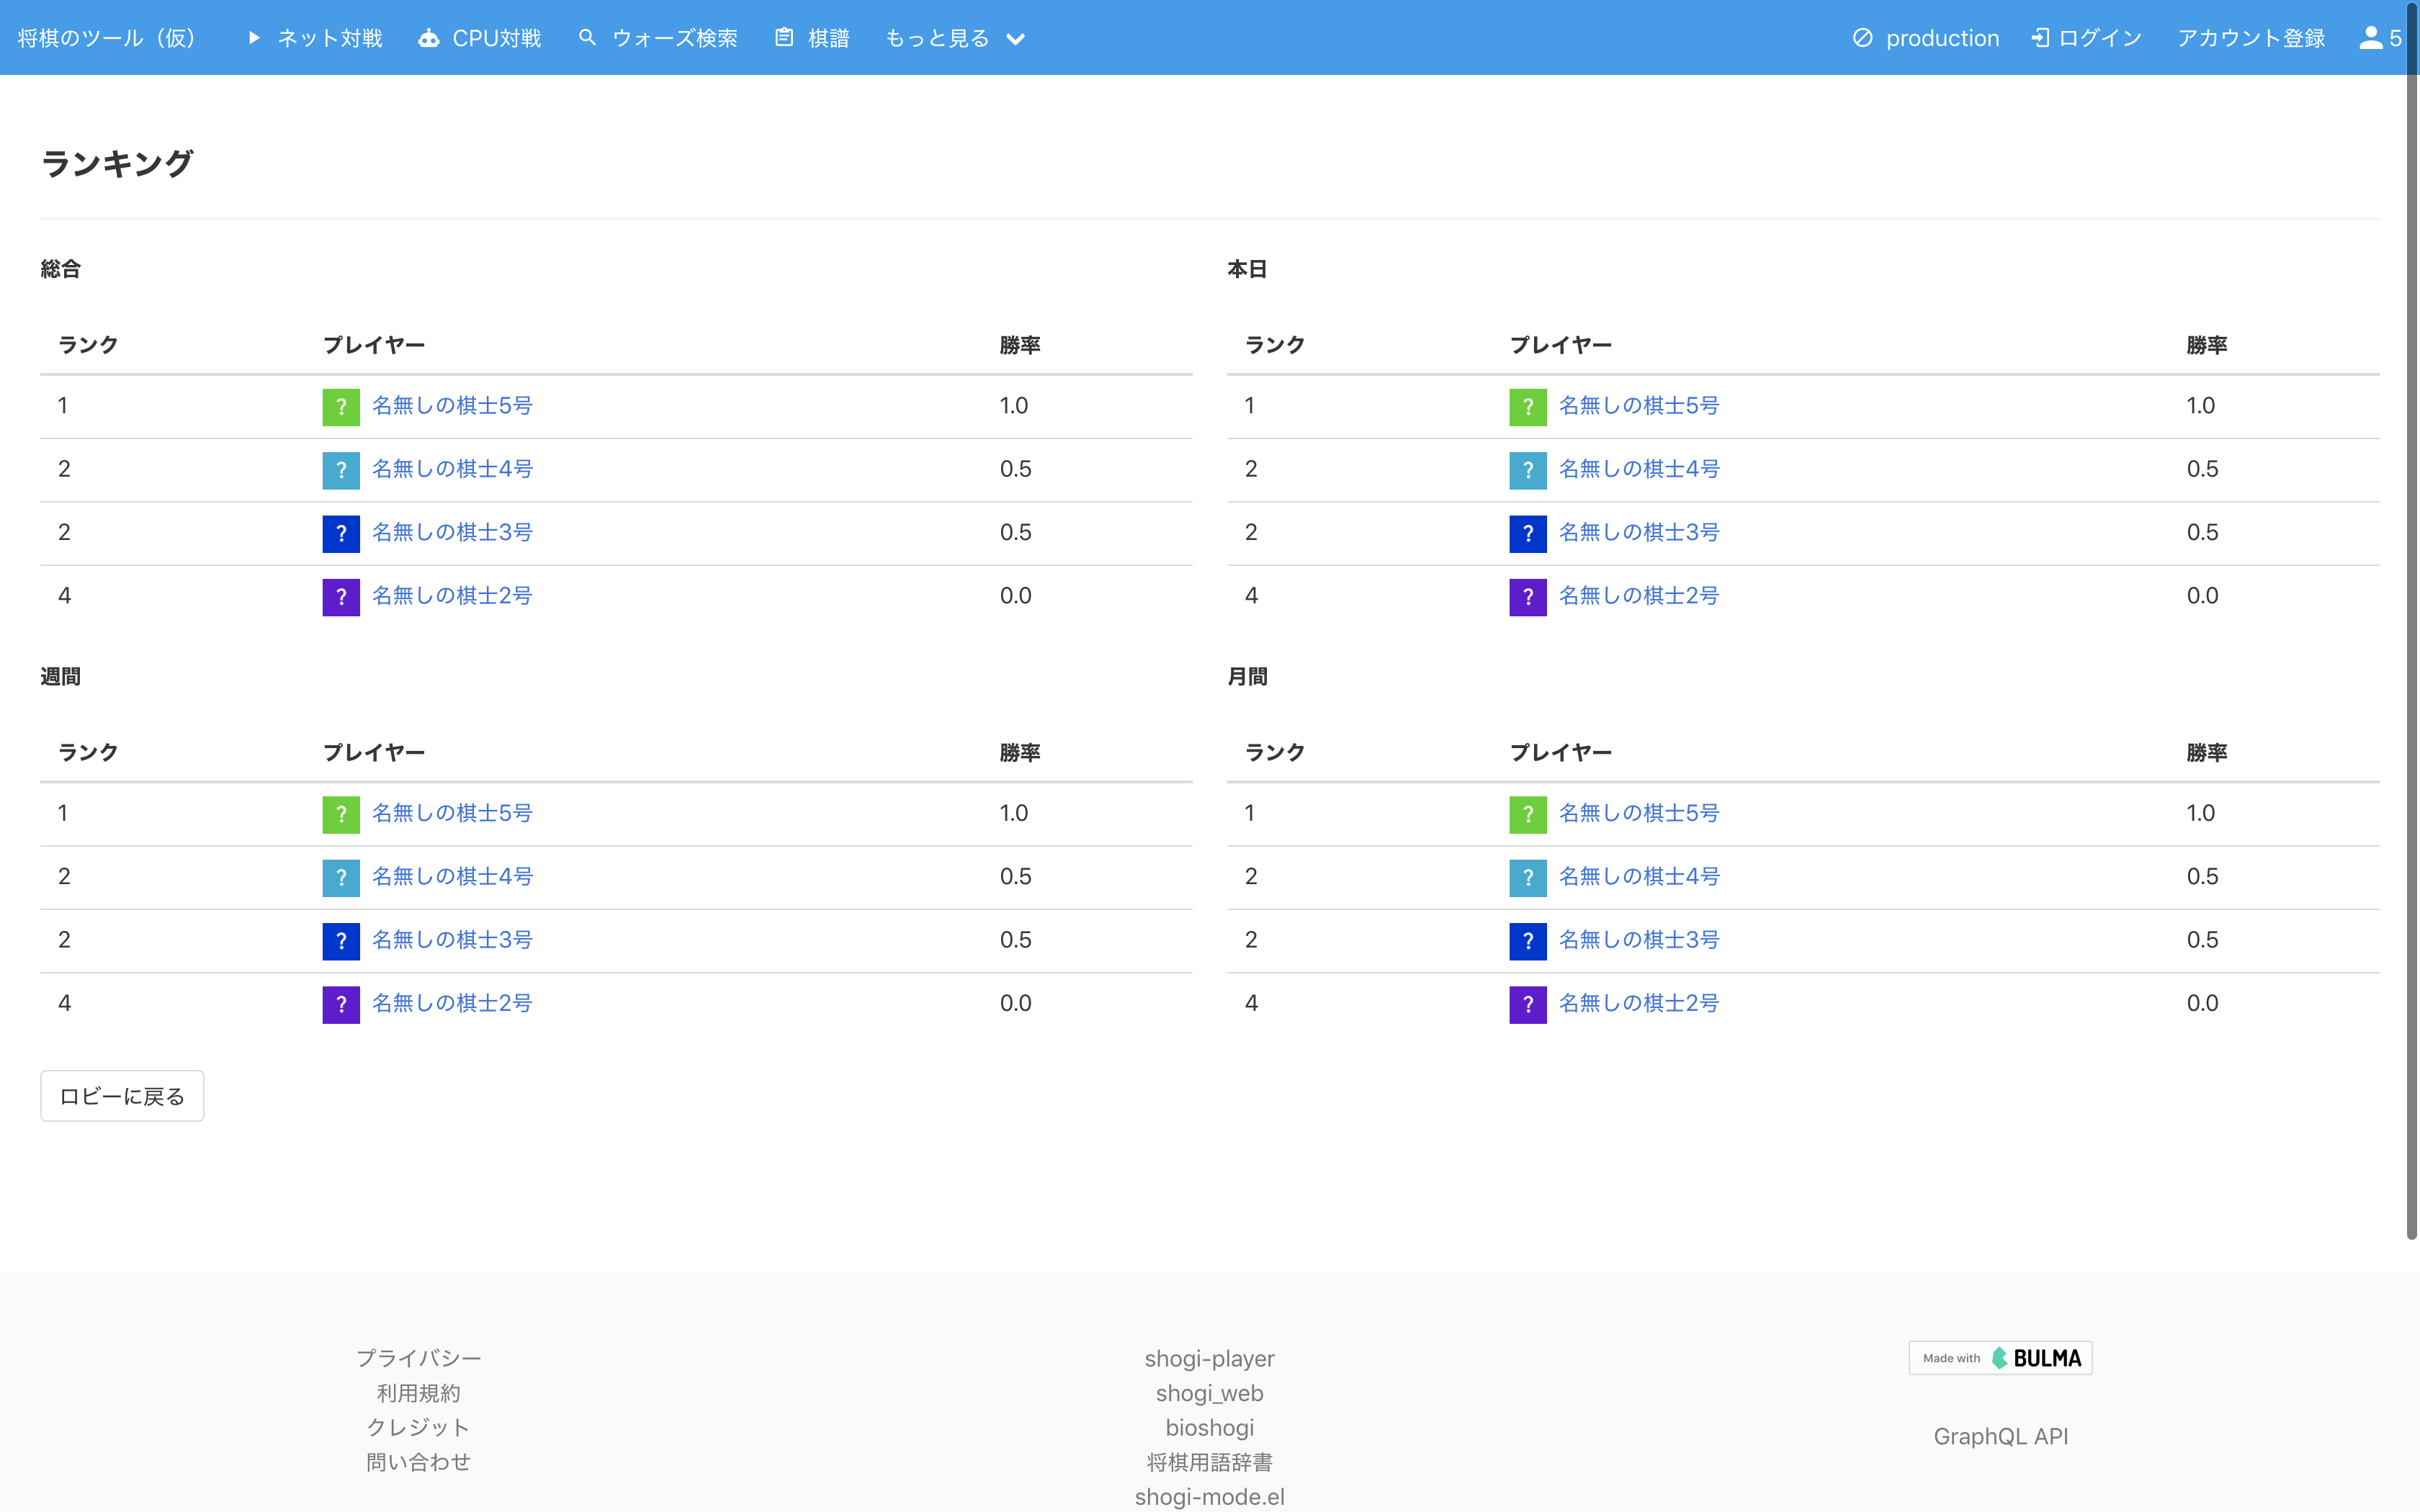 将棋のツール（仮） ネット対戦 CPU対戦 ウォーズ検索 棋譜 もっと見る production ログイン アカウント登録 5
ランキング
総合
ランク プレイヤー 勝率
1 ? 名無しの棋士5号 1.0
2 ? 名無しの棋士4号 0.5
2 ? 名無しの棋士3号 0.5
4 ? 名無しの棋士2号 0.0
本日
ランク プレイヤー 勝率
1 ? 名無しの棋士5号 1.0
2 ? 名無しの棋士4号 0.5
2 ? 名無しの棋士3号 0.5
4 ? 名無しの棋士2号 0.0
週間
ランク プレイヤー 勝率
1 ? 名無しの棋士5号 1.0
2 ? 名無しの棋士4号 0.5
2 ? 名無しの棋士3号 0.5
4 ? 名無しの棋士2号 0.0
月間
ランク プレイヤー 勝率
1 ? 名無しの棋士5号 1.0
2 ? 名無しの棋士4号 0.5
2 ? 名無しの棋士3号 0.5
4 ? 名無しの棋士2号 0.0
ロビーに戻る
プライバシー
利用規約
クレジット
問い合わせ
shogi-player
shogi_web
bioshogi
将棋用語辞書
shogi-mode.el
Made with BULMA
GraphQL API